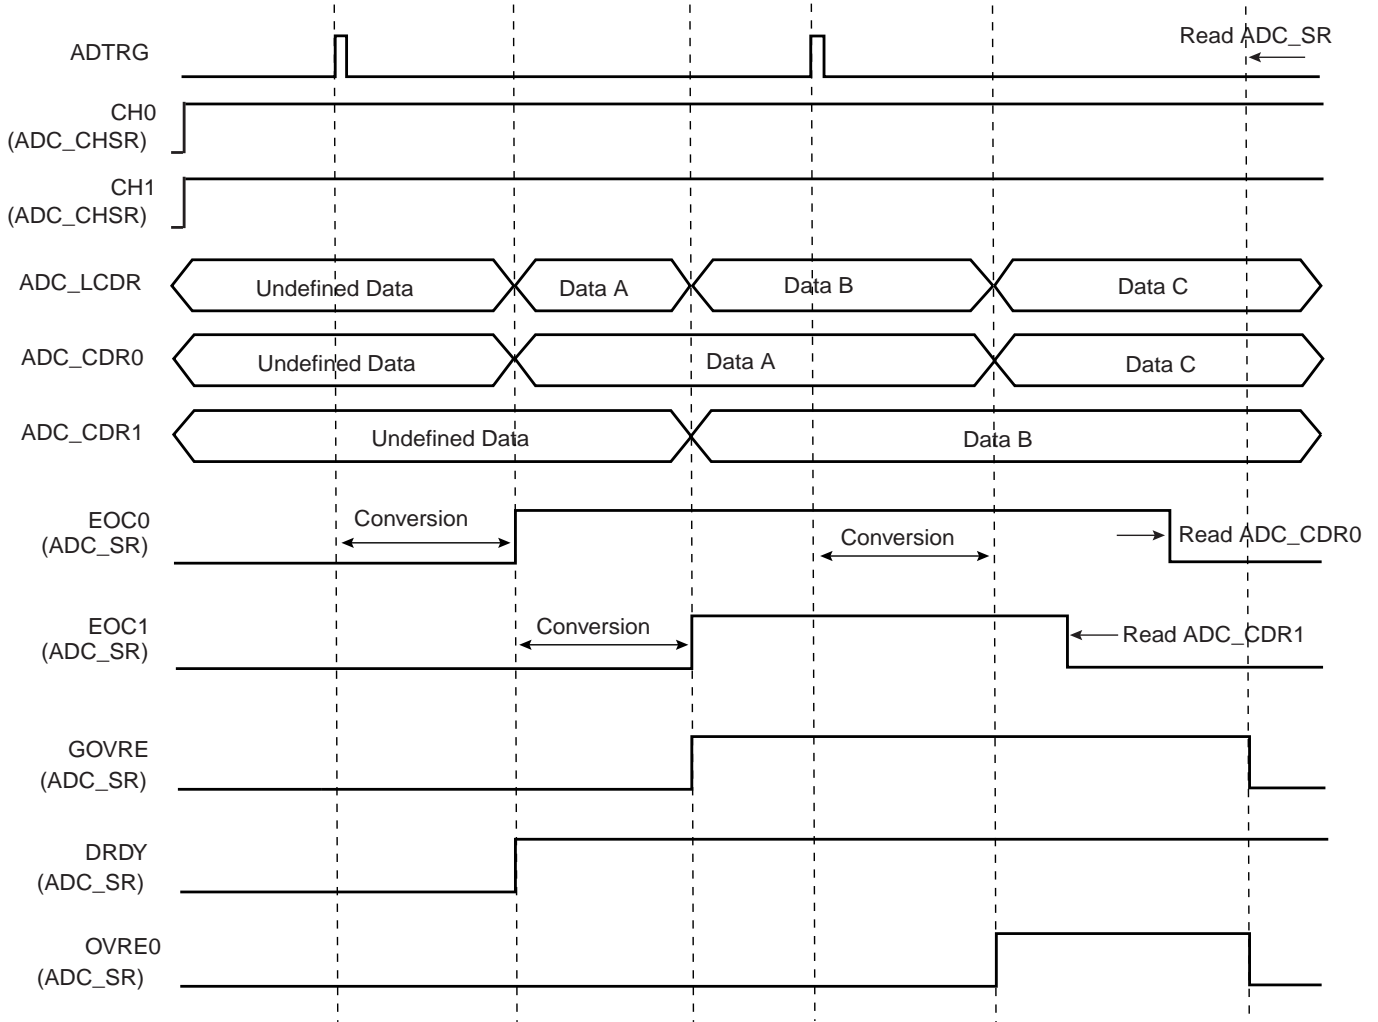 Read ADC_SR
ADTRG
CH0
(ADC_CHSR)
CH1
(ADC_CHSR)
ADC_LCDR
Undefined Data
Data A
Data B
Data C
ADC_CDR0
Undefined Data
Data A
Data C
ADC_CDR1
Undefined Data
Data B
EOC0
(ADC_SR)
Conversion
Conversion
Read ADC_CDR0
EOC1
(ADC_SR)
Conversion
Read ADC_CDR1
GOVRE
(ADC_SR)
DRDY
(ADC_SR)
OVRE0
(ADC_SR)